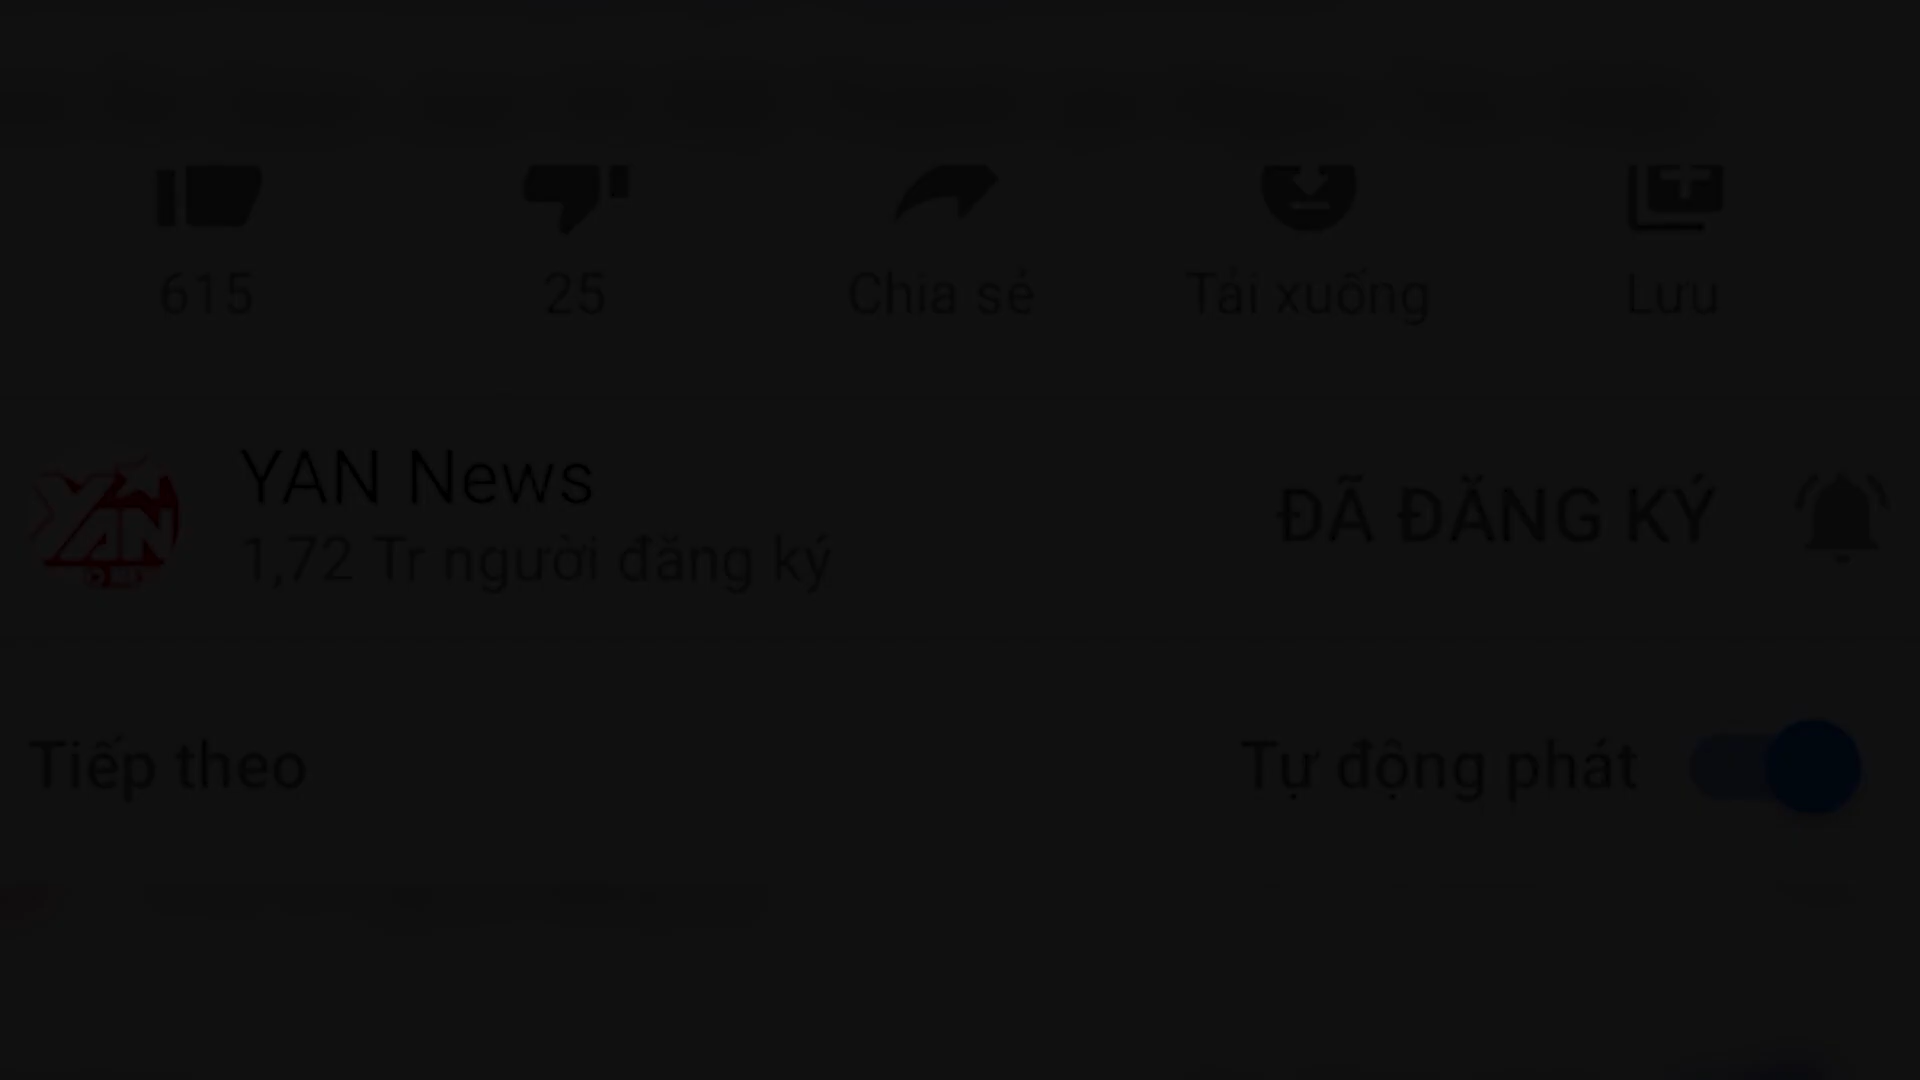 615 25 Chia sẻ Tải xuống Lưu
YAN
YAN News
1,72 Tr người đăng ký
ĐÃ ĐĂNG KÝ
Tiếp theo Tự động phát